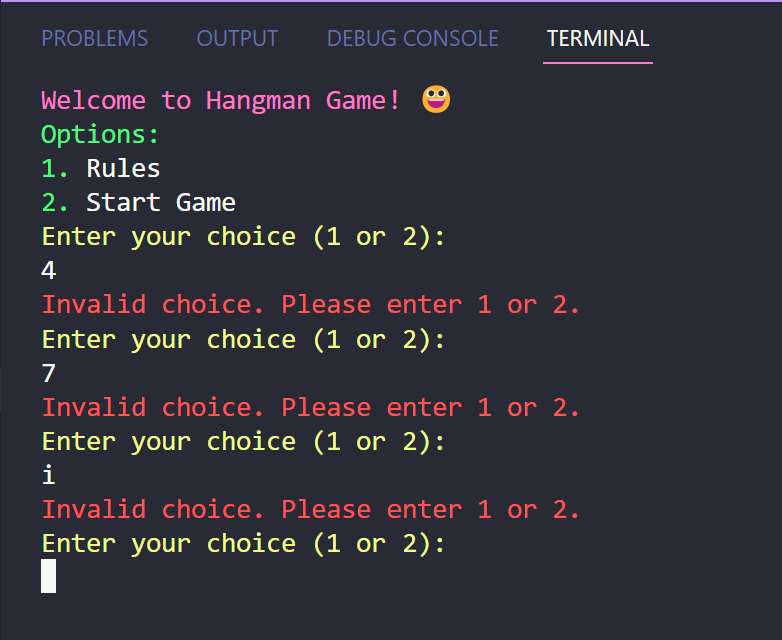 PROBLEMS OUTPUT DEBUG CONSOLE TERMINAL
Welcome to Hangman Game! 😀
Options:
1. Rules
2. Start Game
Enter your choice (1 or 2):
4
Invalid choice. Please enter 1 or 2.
Enter your choice (1 or 2):
7
Invalid choice. Please enter 1 or 2.
Enter your choice (1 or 2):
i
Invalid choice. Please enter 1 or 2.
Enter your choice (1 or 2):